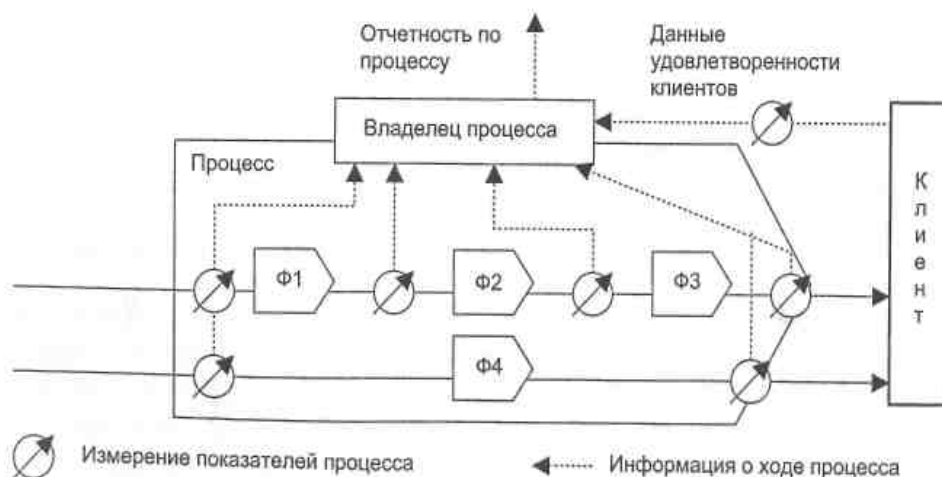 Отчетность по
процессу
Данные
удовлетворенности
клиентов
Владелец процесса
Процесс
Клиент
Ф1
Ф2
Ф3
Ф4
Измерение показателей процесса
Информация о ходе процесса